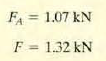 F_A = 1.07 kN
F = 1.32 kN